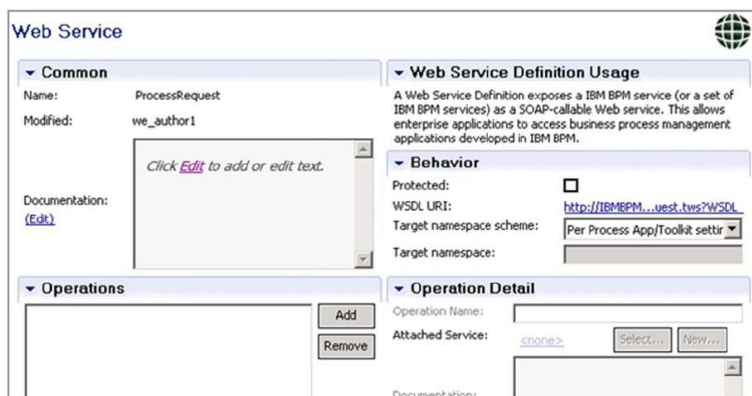 Web Service
Common
Name: ProcessRequest
Modified: we_author1
Click Edit to add or edit text.
Documentation:
(Edit)
Web Service Definition Usage
A Web Service Definition exposes a IBM BPM service (or a set of
IBM BPM services) as a SOAP-callable Web service. This allows
enterprise applications to access business process management
applications developed in IBM BPM.
Behavior
Protected:
WSDL URI: http://IBMBPM...uest.tws?WSDL
Target namespace scheme: Per Process App/Toolkit settir
Target namespace:
Operations
Add
Remove
Operation Detail
Operation Name:
Attached Service: <none> Select... New...
Documentation: